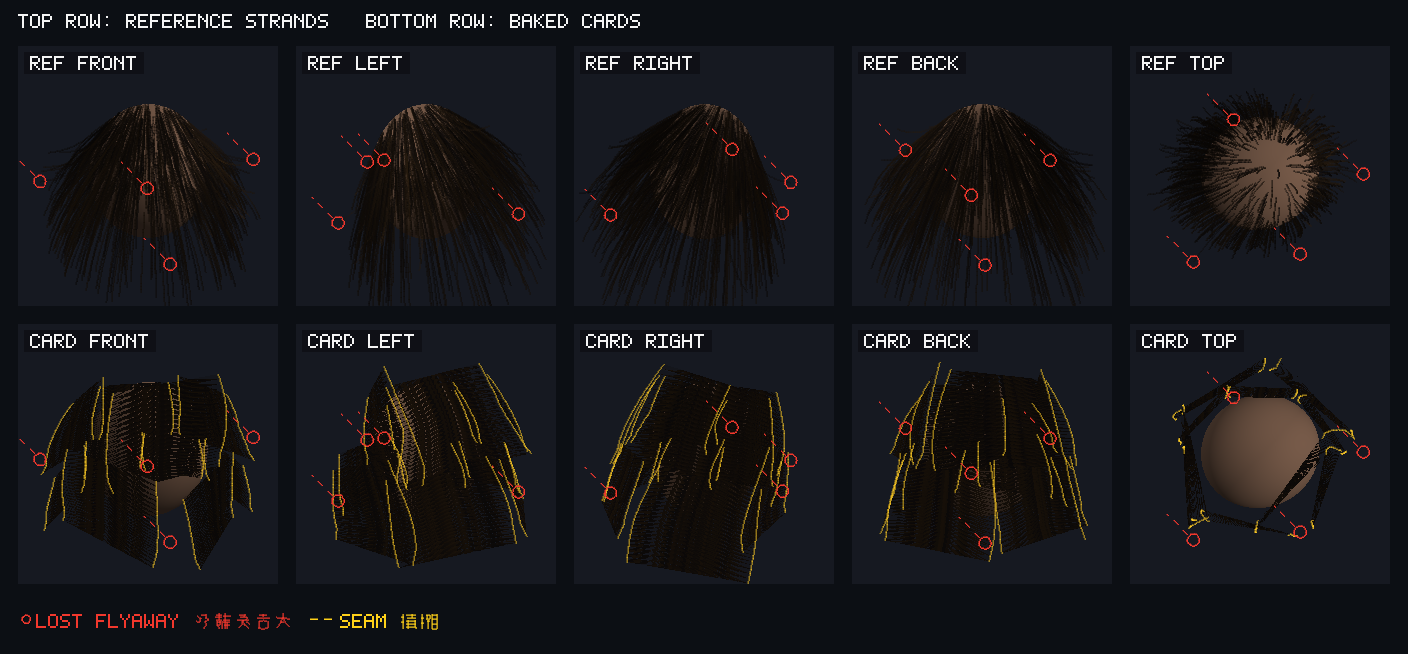 TOP ROW: REFERENCE STRANDS BOTTOM ROW: BAKED CARDS
REF FRONT
REF LEFT
REF RIGHT
REF BACK
REF TOP
CARD FRONT
CARD LEFT
CARD RIGHT
CARD BACK
CARD TOP
LOST FLYAWAY
SEAM